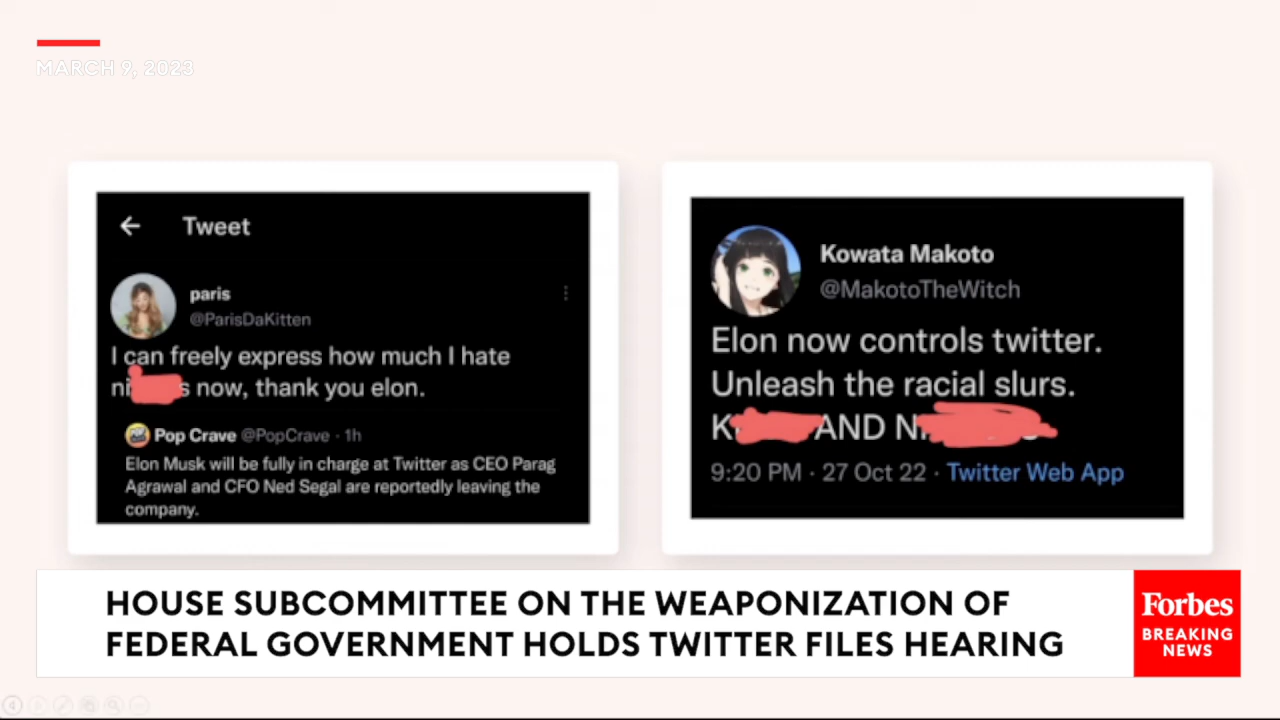 MARCH 9, 2023
Tweet
paris
@ParisDaKitten
I can freely express how much I hate
ni s now, thank you elon.
Pop Crave @PopCrave · 1h
Elon Musk will be fully in charge at Twitter as CEO Parag
Agrawal and CFO Ned Segal are reportedly leaving the
company.
Kowata Makoto
@MakotoTheWitch
Elon now controls twitter.
Unleash the racial slurs.
K AND N
9:20 PM · 27 Oct 22 · Twitter Web App
HOUSE SUBCOMMITTEE ON THE WEAPONIZATION OF
FEDERAL GOVERNMENT HOLDS TWITTER FILES HEARING
Forbes
BREAKING
NEWS